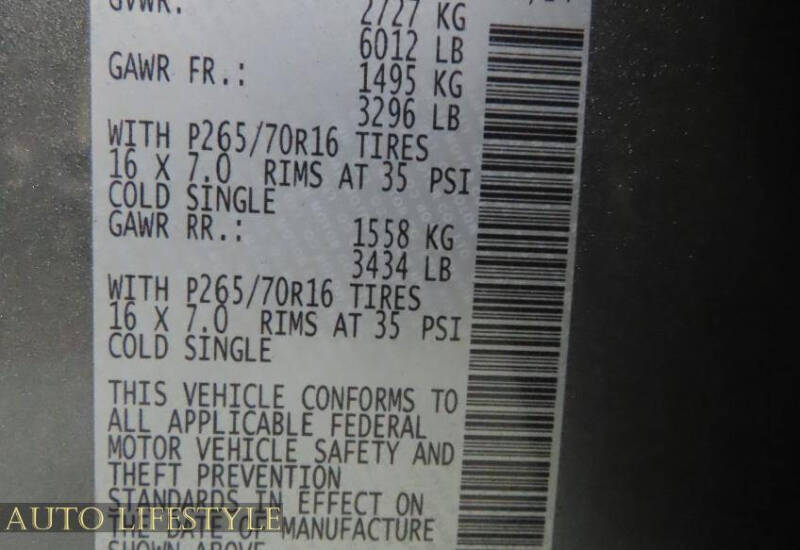 GVWR: 2727 KG
6012 LB
GAWR FR.: 1495 KG
3296 LB
WITH P265/70R16 TIRES
16 X 7.0 RIMS AT 35 PSI
COLD SINGLE
GAWR RR.: 1558 KG
3434 LB
WITH P265/70R16 TIRES
16 X 7.0 RIMS AT 35 PSI
COLD SINGLE
THIS VEHICLE CONFORMS TO
ALL APPLICABLE FEDERAL
MOTOR VEHICLE SAFETY AND
THEFT PREVENTION
STANDARDS IN EFFECT ON
THE DATE OF MANUFACTURE
SHOWN ABOVE
AUTO LIFESTYLE